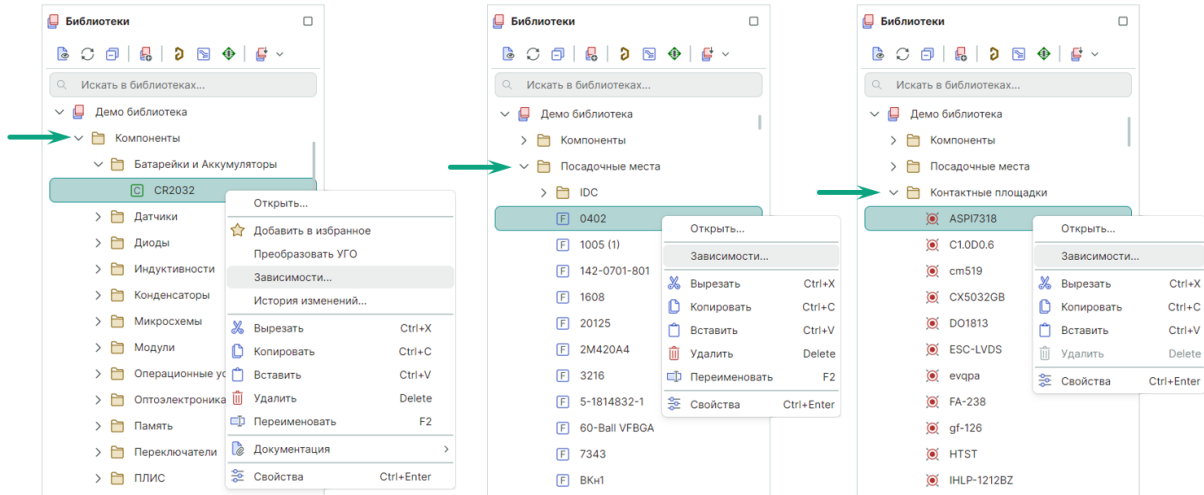 Библиотеки
Искать в библиотеках...
Демо библиотека
Компоненты
Батарейки и Аккумуляторы
CR2032
Датчики
Диоды
Индуктивности
Конденсаторы
Микросхемы
Модули
Операционные ус
Оптоэлектроника
Память
Переключатели
ПЛИС
Открыть...
Добавить в избранное
Преобразовать УГО
Зависимости...
История изменений...
Вырезать Ctrl+X
Копировать Ctrl+C
Вставить Ctrl+V
Удалить Delete
Переименовать F2
Документация
Свойства Ctrl+Enter
Библиотеки
Искать в библиотеках...
Демо библиотека
Компоненты
Посадочные места
IDC
F 0402
F 1005 (1)
F 142-0701-801
F 1608
F 20125
F 2M420A4
F 3216
F 5-1814832-1
F 60-Ball VFBGA
F 7343
F ВКн1
Открыть...
Зависимости...
Вырезать Ctrl+X
Копировать Ctrl+C
Вставить Ctrl+V
Удалить Delete
Переименовать F2
Свойства Ctrl+Enter
Библиотеки
Искать в библиотеках...
Демо библиотека
Компоненты
Посадочные места
Контактные площадки
ASPI7318
C1.0D0.6
cm519
CX5032GB
DO1813
ESC-LVDS
evqpa
FA-238
gf-126
HTST
IHLP-1212BZ
Открыть...
Зависимости...
Вырезать Ctrl+X
Копировать Ctrl+C
Вставить Ctrl+V
Удалить Delete
Свойства Ctrl+Enter